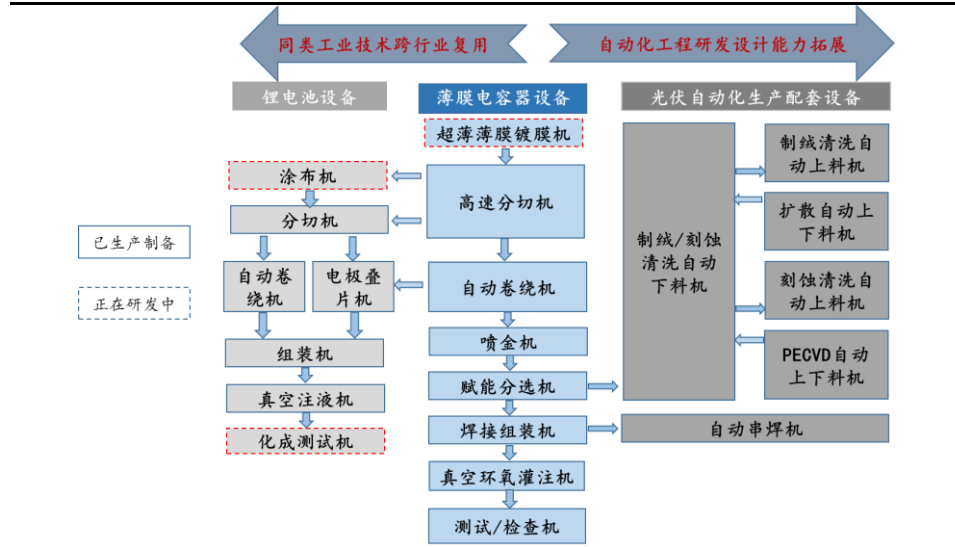 同类工业技术跨行业复用
自动化工程研发设计能力拓展
锂电池设备
薄膜电容器设备
光伏自动化生产配套设备
超薄薄膜镀膜机
涂布机
高速分切机
分切机
自动卷
绕机
电极叠
片机
自动卷绕机
组装机
喷金机
真空注液机
赋能分选机
化成测试机
焊接组装机
真空环氧灌注机
测试/检查机
制绒/刻蚀
清洗自动
下料机
制绒清洗自
动上料机
扩散自动上
下料机
刻蚀清洗自
动上料机
PECVD自动
上下料机
自动串焊机
已生产制备
正在研发中